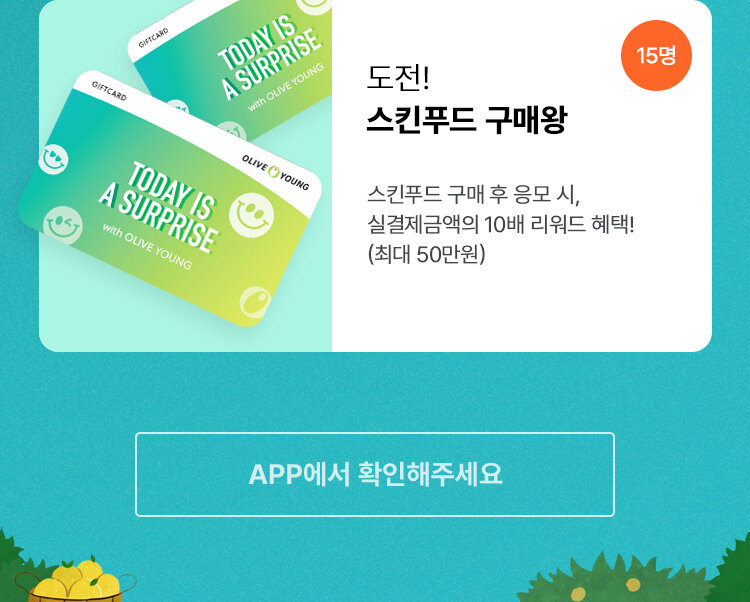 GIFTCARD
TODAY IS
A SURPRISE
with OLIVE YOUNG
GIFTCARD
OLIVE YOUNG
TODAY IS
A SURPRISE
with OLIVE YOUNG
15명
도전!
스킨푸드 구매왕
스킨푸드 구매 후 응모 시,
실결제금액의 10배 리워드 혜택!
(최대 50만원)
APP에서 확인해주세요